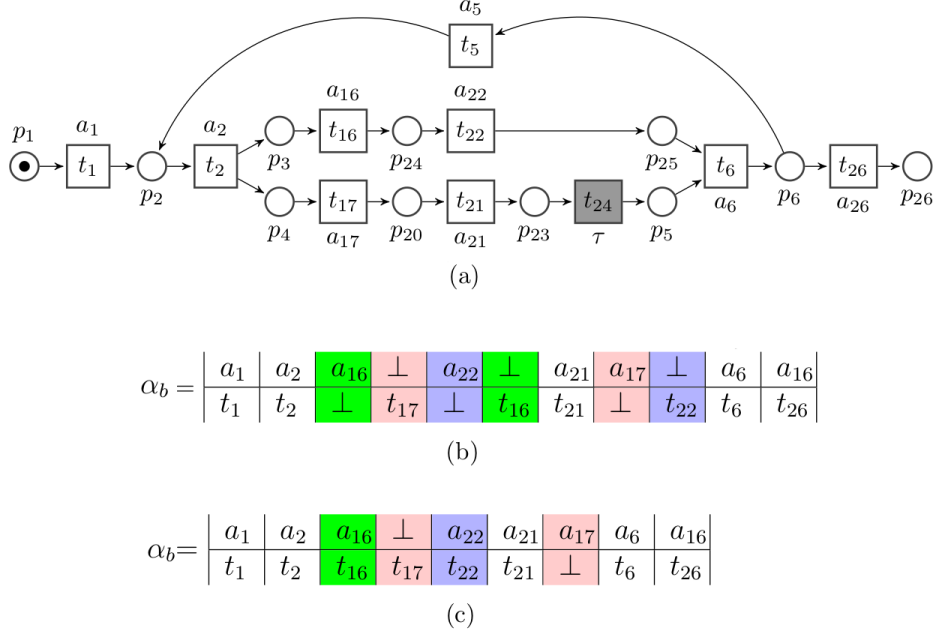 a5
t5
a16 a22
p1 a1 a2 t16 t22
p3 p24 p25
t1 t2 t6 t26
p2 p6 p26
t17 t21 t24 a6 a26
p4 p20 p23 p5
a17 a21 τ
(a)
αb = a1 a2 a16 ⊥ a22 ⊥ a21 a17 ⊥ a6 a16
t1 t2 ⊥ t17 ⊥ t16 t21 ⊥ t22 t6 t26
(b)
αb= a1 a2 a16 ⊥ a22 a21 a17 a6 a16
t1 t2 t16 t17 t22 t21 ⊥ t6 t26
(c)